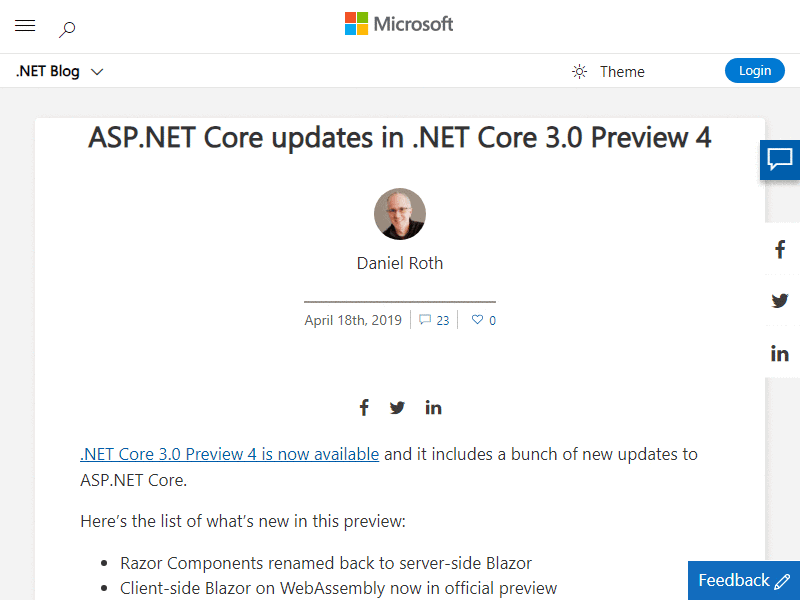 Microsoft
.NET Blog
Theme
Login
ASP.NET Core updates in .NET Core 3.0 Preview 4
Daniel Roth
April 18th, 2019
23
0
.NET Core 3.0 Preview 4 is now available and it includes a bunch of new updates to
ASP.NET Core.
Here’s the list of what’s new in this preview:
• Razor Components renamed back to server-side Blazor
• Client-side Blazor on WebAssembly now in official preview
Feedback